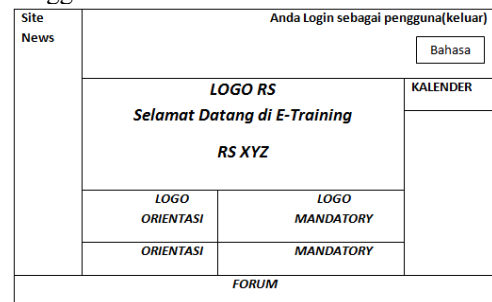 Site
News
Anda Login sebagai pengguna(keluar)
Bahasa
LOGO RS
Selamat Datang di E-Training
RS XYZ
KALENDER
LOGO
ORIENTASI
LOGO
MANDATORY
ORIENTASI
MANDATORY
FORUM